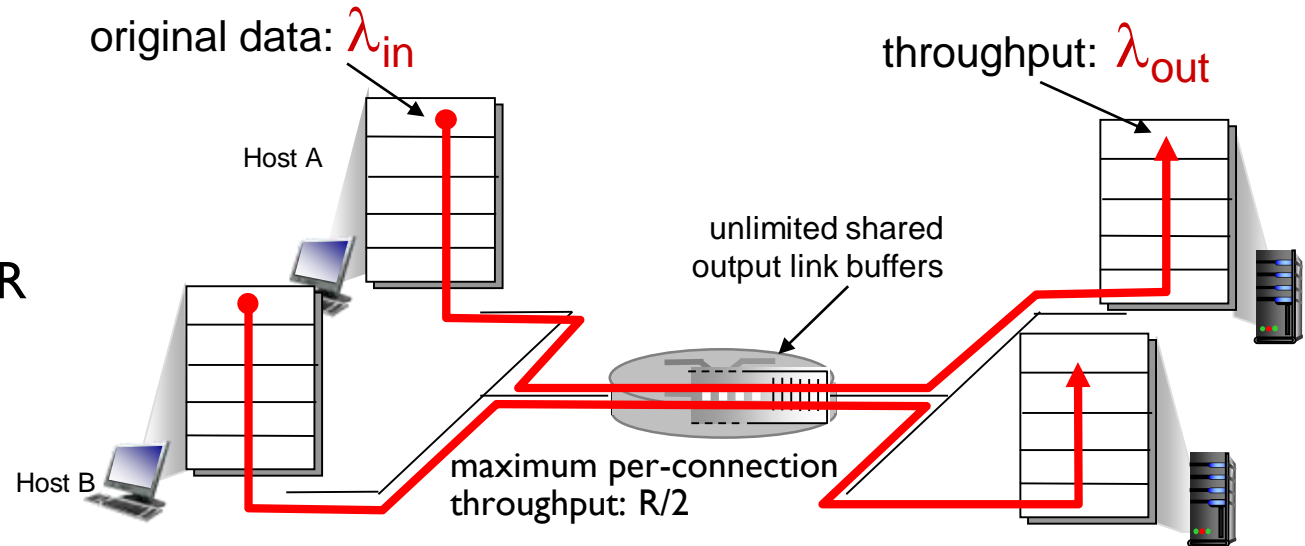 original data: λin
throughput: λout
Host A
unlimited shared
output link buffers
R
Host B
maximum per-connection
throughput: R/2